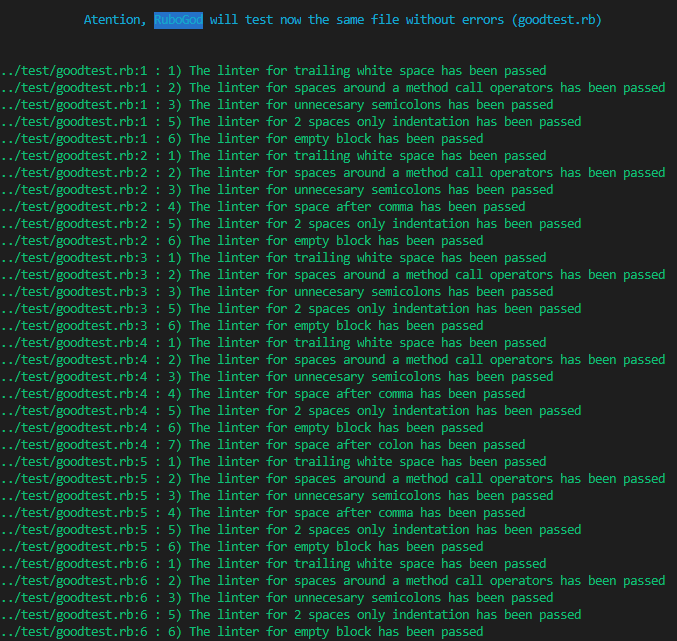 Atention, RuboGod will test now the same file without errors (goodtest.rb)
../test/goodtest.rb:1 : 1) The linter for trailing white space has been passed
../test/goodtest.rb:1 : 2) The linter for spaces around a method call operators has been passed
../test/goodtest.rb:1 : 3) The linter for unnecesary semicolons has been passed
../test/goodtest.rb:1 : 5) The linter for 2 spaces only indentation has been passed
../test/goodtest.rb:1 : 6) The linter for empty block has been passed
../test/goodtest.rb:2 : 1) The linter for trailing white space has been passed
../test/goodtest.rb:2 : 2) The linter for spaces around a method call operators has been passed
../test/goodtest.rb:2 : 3) The linter for unnecesary semicolons has been passed
../test/goodtest.rb:2 : 4) The linter for space after comma has been passed
../test/goodtest.rb:2 : 5) The linter for 2 spaces only indentation has been passed
../test/goodtest.rb:2 : 6) The linter for empty block has been passed
../test/goodtest.rb:3 : 1) The linter for trailing white space has been passed
../test/goodtest.rb:3 : 2) The linter for spaces around a method call operators has been passed
../test/goodtest.rb:3 : 3) The linter for unnecesary semicolons has been passed
../test/goodtest.rb:3 : 5) The linter for 2 spaces only indentation has been passed
../test/goodtest.rb:3 : 6) The linter for empty block has been passed
../test/goodtest.rb:4 : 1) The linter for trailing white space has been passed
../test/goodtest.rb:4 : 2) The linter for spaces around a method call operators has been passed
../test/goodtest.rb:4 : 3) The linter for unnecesary semicolons has been passed
../test/goodtest.rb:4 : 4) The linter for space after comma has been passed
../test/goodtest.rb:4 : 5) The linter for 2 spaces only indentation has been passed
../test/goodtest.rb:4 : 6) The linter for empty block has been passed
../test/goodtest.rb:4 : 7) The linter for space after colon has been passed
../test/goodtest.rb:5 : 1) The linter for trailing white space has been passed
../test/goodtest.rb:5 : 2) The linter for spaces around a method call operators has been passed
../test/goodtest.rb:5 : 3) The linter for unnecesary semicolons has been passed
../test/goodtest.rb:5 : 4) The linter for space after comma has been passed
../test/goodtest.rb:5 : 5) The linter for 2 spaces only indentation has been passed
../test/goodtest.rb:5 : 6) The linter for empty block has been passed
../test/goodtest.rb:6 : 1) The linter for trailing white space has been passed
../test/goodtest.rb:6 : 2) The linter for spaces around a method call operators has been passed
../test/goodtest.rb:6 : 3) The linter for unnecesary semicolons has been passed
../test/goodtest.rb:6 : 5) The linter for 2 spaces only indentation has been passed
../test/goodtest.rb:6 : 6) The linter for empty block has been passed